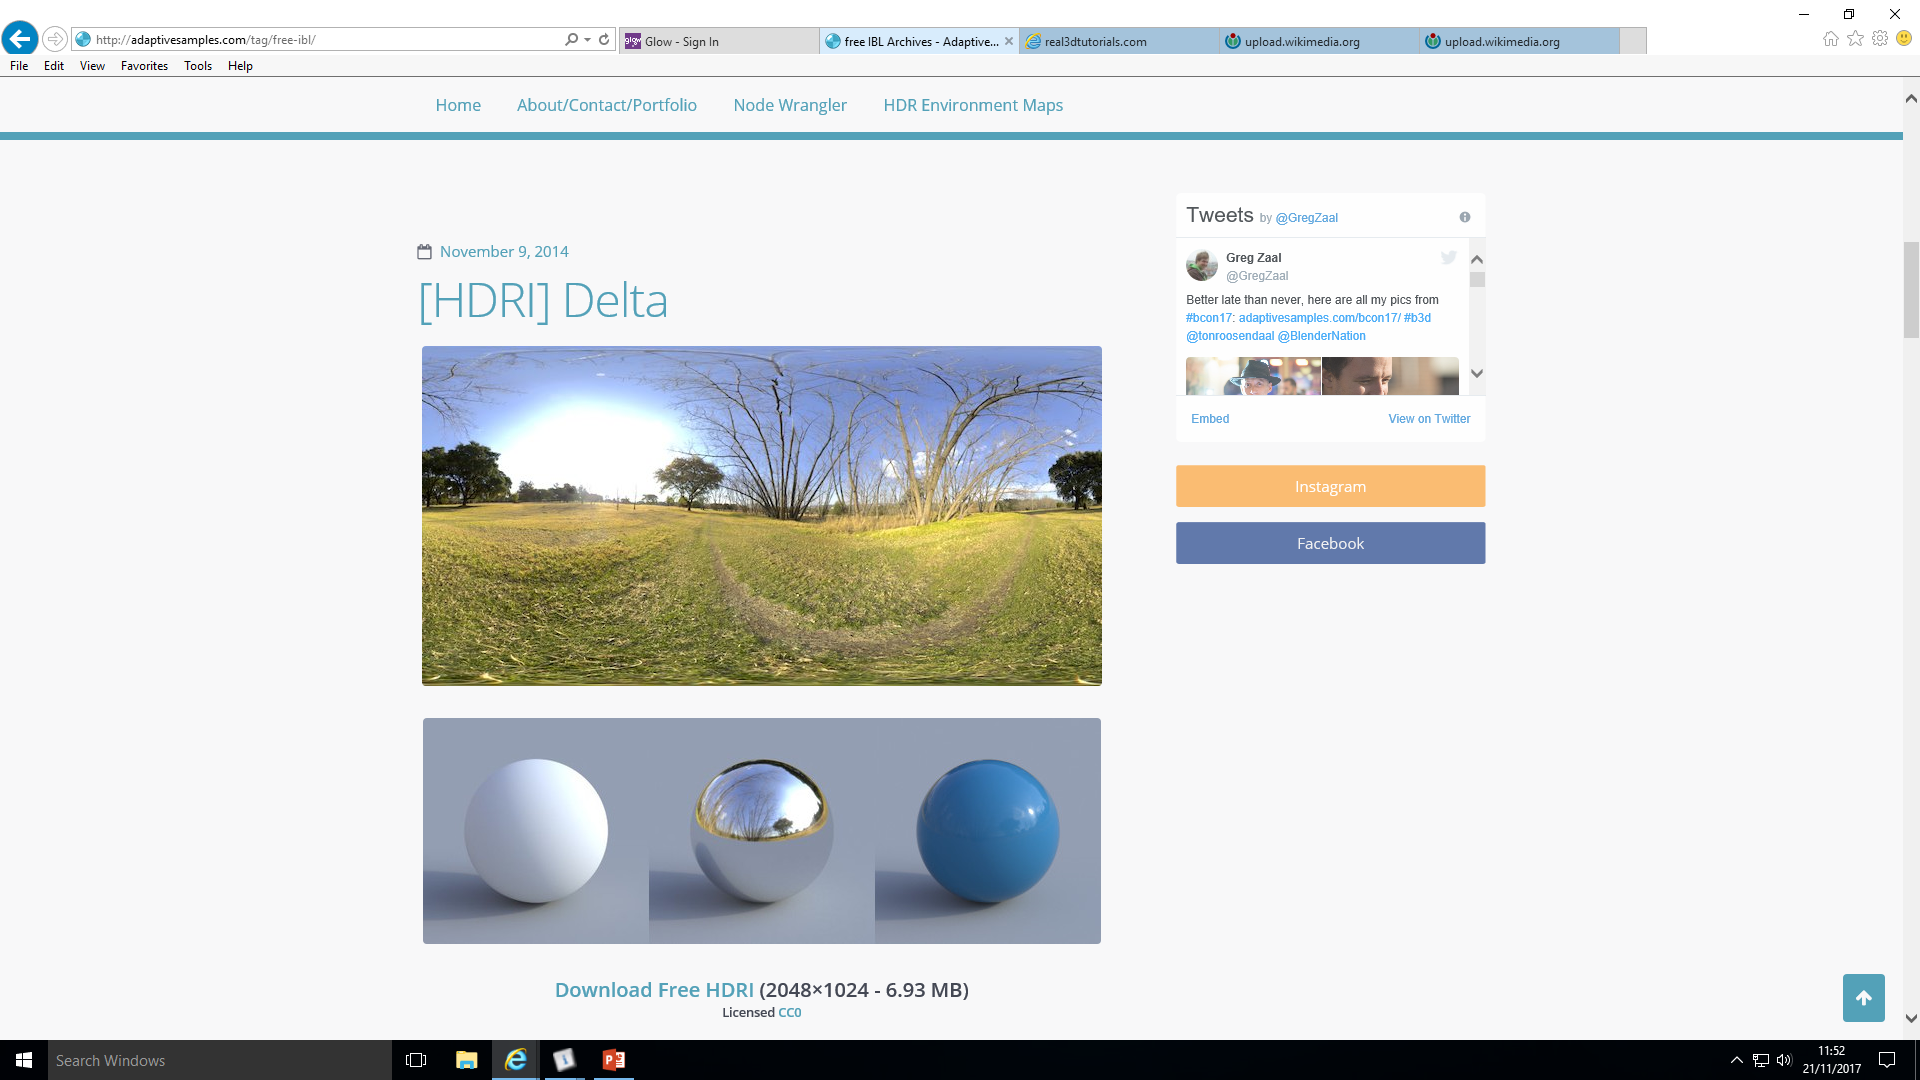 http://adaptivesamples.com/tag/free-ibl/
glow Glow - Sign In
free IBL Archives - Adaptive...
real3dtutorials.com
upload.wikimedia.org
upload.wikimedia.org
File Edit View Favorites Tools Help
Home About/Contact/Portfolio Node Wrangler HDR Environment Maps
November 9, 2014
[HDRI] Delta
Tweets by @GregZaal
Greg Zaal
@GregZaal
Better late than never, here are all my pics from
#bcon17: adaptivesamples.com/bcon17/ #b3d
@tonroosendaal @BlenderNation
Embed View on Twitter
Instagram
Facebook
Download Free HDRI (2048×1024 - 6.93 MB)
Licensed CC0
Search Windows
11:52
21/11/2017